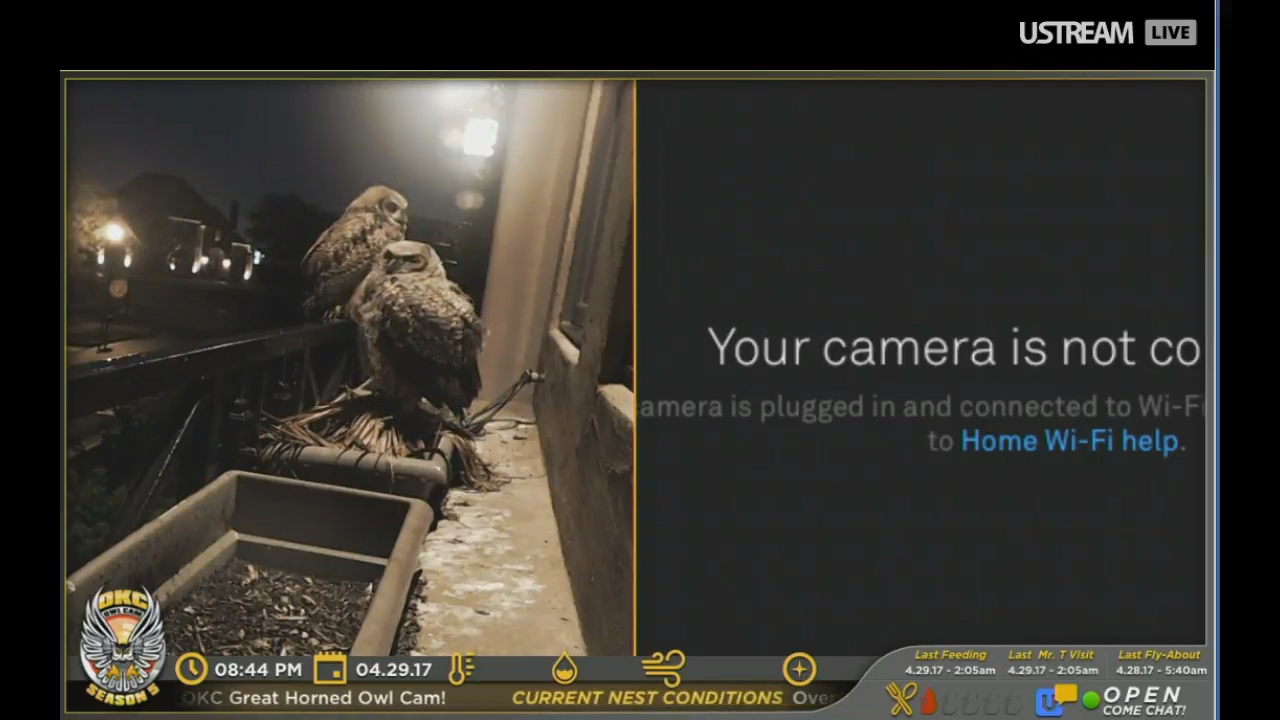 USTREAM LIVE
Your camera is not co
amera is plugged in and connected to Wi-Fi
to Home Wi-Fi help.
OKC
OWL CAM
SEASON 5
08:44 PM 04.29.17
OKC Great Horned Owl Cam! CURRENT NEST CONDITIONS Over
Last Feeding Last Mr. T Visit Last Fly-About
4.29.17 - 2:05am 4.29.17 - 2:05am 4.28.17 - 5:40am
OPEN
COME CHAT!